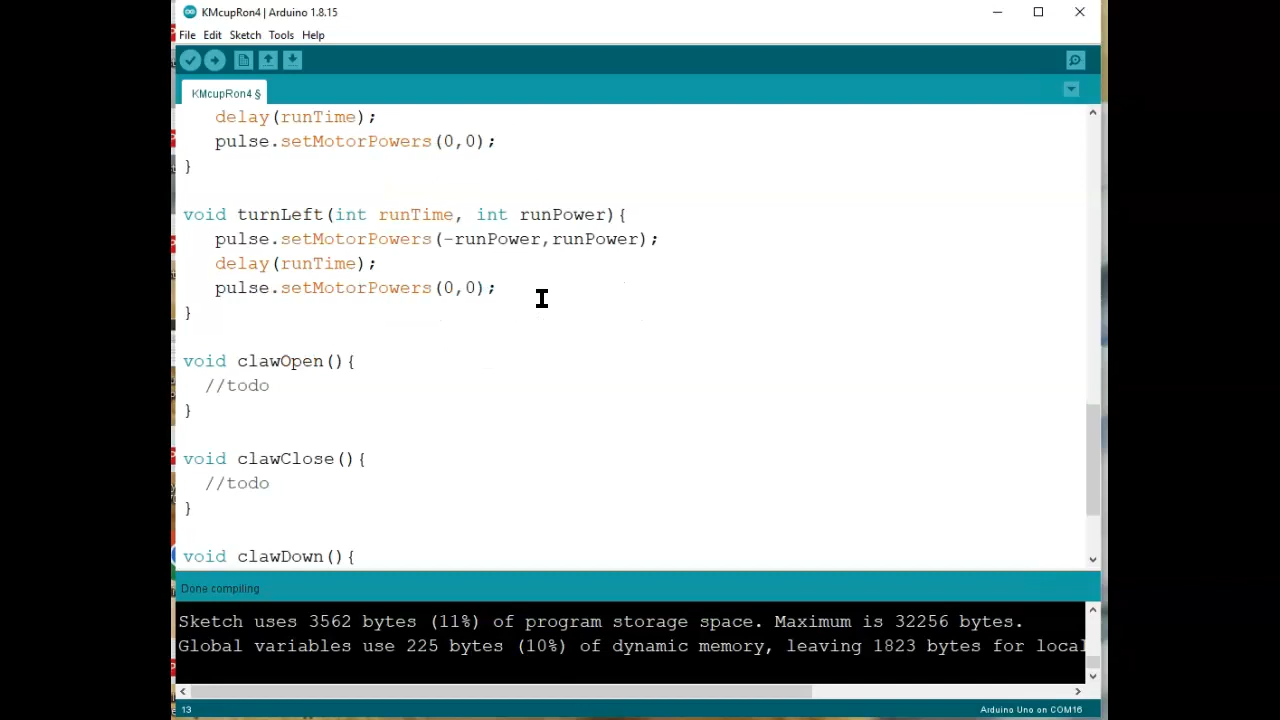 KMcupRon4 | Arduino 1.8.15
File Edit Sketch Tools Help
KMcupRon4 §
delay(runTime);
pulse.setMotorPowers(0,0);
}
void turnLeft(int runTime, int runPower){
pulse.setMotorPowers(-runPower,runPower);
delay(runTime);
pulse.setMotorPowers(0,0);
}
void clawOpen(){
//todo
}
void clawClose(){
//todo
}
void clawDown(){
Done compiling
Sketch uses 3562 bytes (11%) of program storage space. Maximum is 32256 bytes.
Global variables use 225 bytes (10%) of dynamic memory, leaving 1823 bytes for local
13
Arduino Uno on COM16